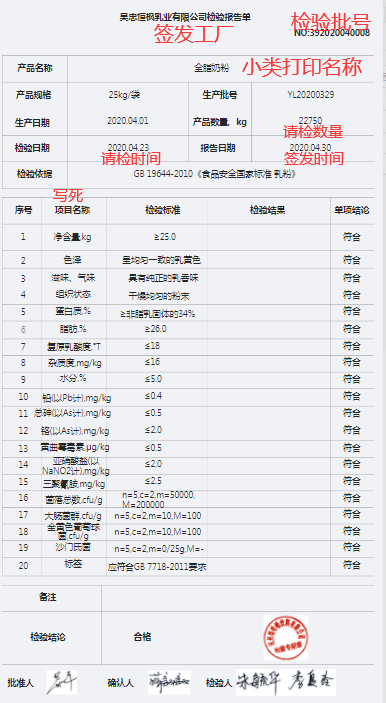 吴忠恒枫乳业有限公司检验报告单
签发工厂
检验批号
NO:392020040008
产品名称 全脂奶粉 小类打印名称
产品规格 25kg/袋 生产批号 YL20200329
生产日期 2020.04.01 产品数量, kg 22750
请检数量
检验日期 2020.04.23 报告日期 2020.04.30
请检时间 签发时间
检验依据 GB 19644-2010《食品安全国家标准 乳粉》
写死
序号 项目名称 检验标准 检验结果 单项结论
1 净含量.kg ≥25.0 符合
2 色泽 呈均匀一致的乳黄色 符合
3 滋味、气味 具有纯正的乳香味 符合
4 组织状态 干燥均匀的粉末 符合
5 蛋白质,% ≥非脂乳固体的34% 符合
6 脂肪,% ≥26.0 符合
7 复原乳酸度,°T ≤18 符合
8 杂质度,mg/kg ≤16 符合
9 水分,% ≤5.0 符合
10 铅(以Pb计),mg/kg ≤0.4 符合
11 总砷(以As计),mg/kg ≤0.5 符合
12 铬(以As计),mg/kg ≤2.0 符合
13 黄曲霉毒素,μg/kg ≤0.5 符合
14 亚硝酸盐(以NaNO2计),mg/kg ≤2.0 符合
15 三聚氰胺,mg/kg ≤2.5 符合
16 菌落总数,cfu/g n=5,c=2,m=50000,M=200000 符合
17 大肠菌群,cfu/g n=5,c=2,m=10,M=100 符合
18 金黄色葡萄球菌,cfu/g n=5,c=2,m=10,M=100 符合
19 沙门氏菌 n=5,c=2,m=0/25g,M=- 符合
20 标签 应符合GB 7718-2011要求 符合
备注
检验结论 合格
批准人 确认人 检验人